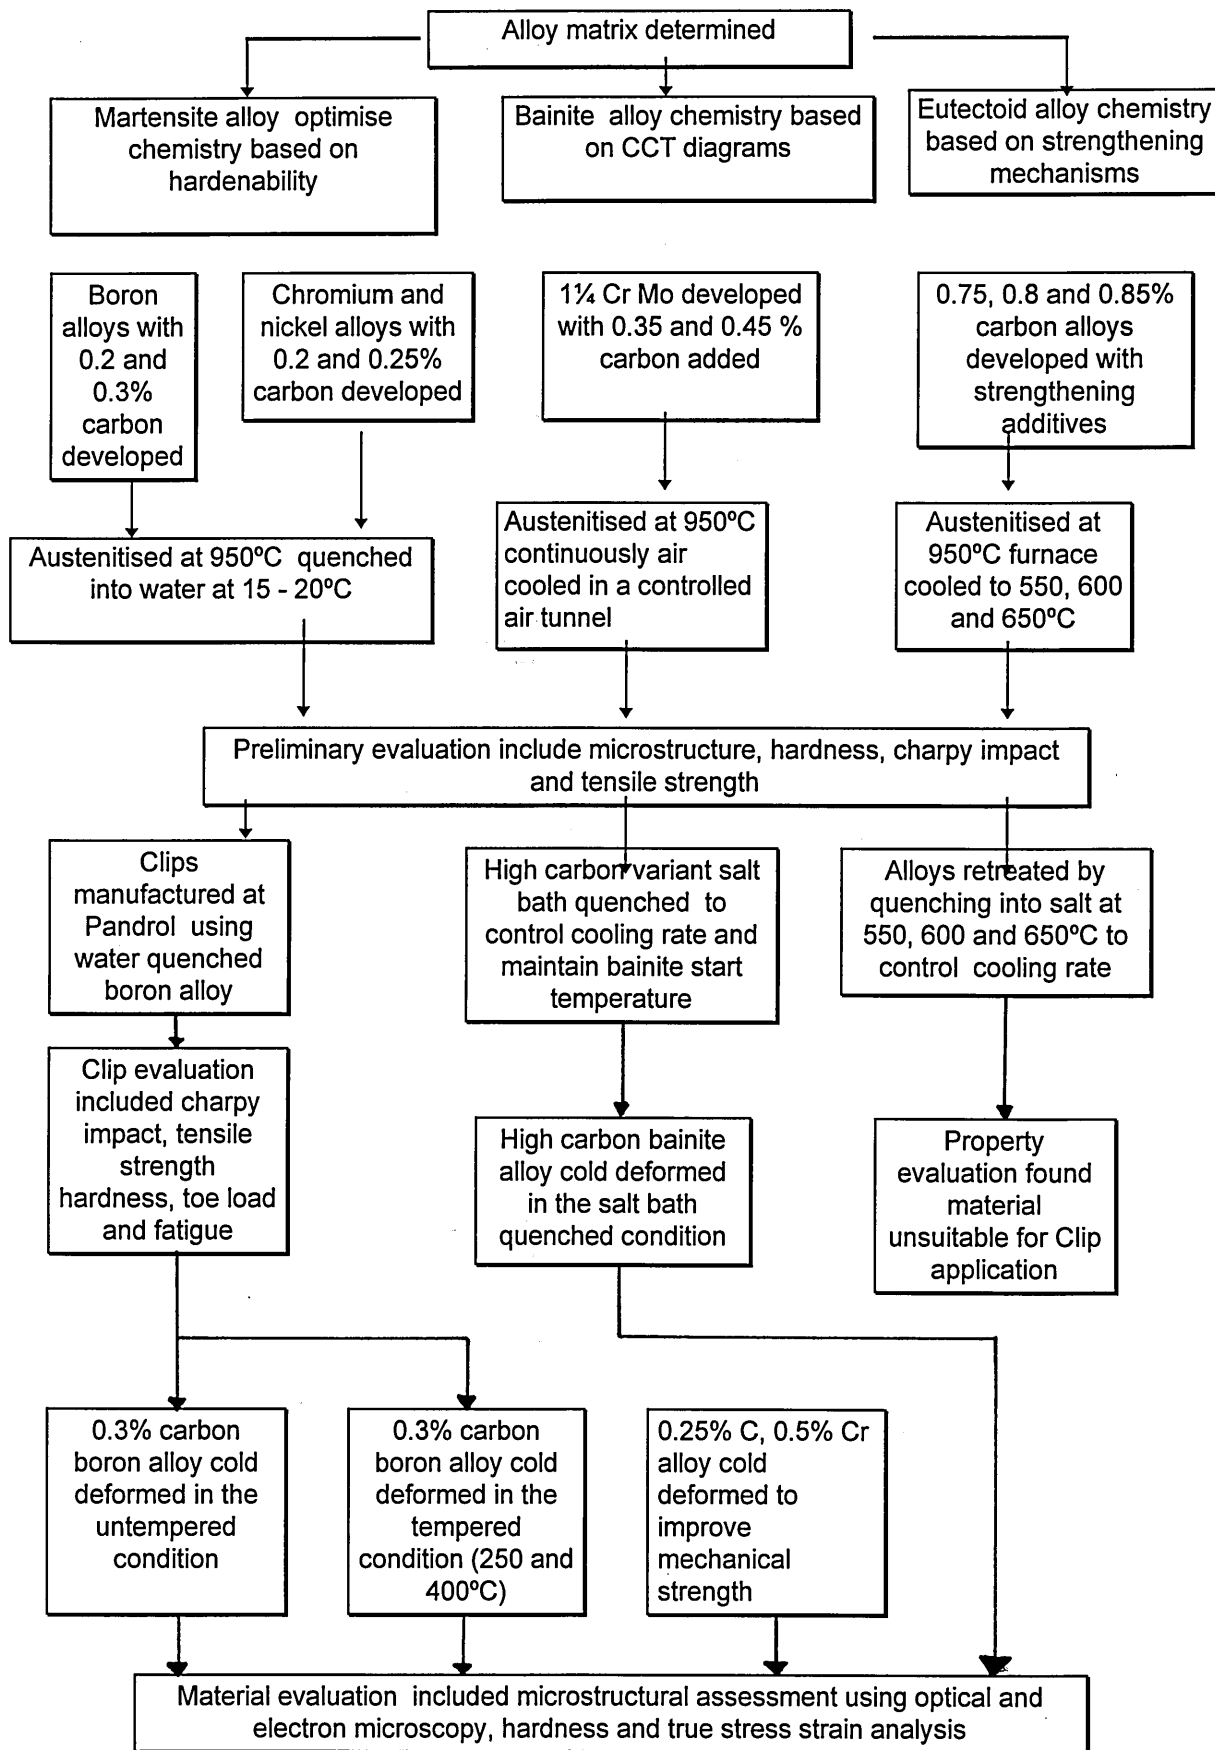 Alloy matrix determined
Martensite alloy optimise
chemistry based on
hardenability
Bainite alloy chemistry based
on CCT diagrams
Eutectoid alloy chemistry
based on strengthening
mechanisms
Boron
alloys with
0.2 and
0.3%
carbon
developed
Chromium and
nickel alloys with
0.2 and 0.25%
carbon developed
1¼ Cr Mo developed
with 0.35 and 0.45 %
carbon added
0.75, 0.8 and 0.85%
carbon alloys
developed with
strengthening
additives
Austenitised at 950ºC quenched
into water at 15 - 20ºC
Austenitised at 950ºC
continuously air
cooled in a controlled
air tunnel
Austenitised at
950ºC furnace
cooled to 550, 600
and 650ºC
Preliminary evaluation include microstructure, hardness, charpy impact
and tensile strength
Clips
manufactured at
Pandrol using
water quenched
boron alloy
High carbon variant salt
bath quenched to
control cooling rate and
maintain bainite start
temperature
Alloys retreated by
quenching into salt at
550, 600 and 650ºC to
control cooling rate
Clip evaluation
included charpy
impact, tensile
strength
hardness, toe load
and fatigue
High carbon bainite
alloy cold deformed
in the salt bath
quenched condition
Property
evaluation found
material
unsuitable for Clip
application
0.3% carbon
boron alloy cold
deformed in the
untempered
condition
0.3% carbon
boron alloy cold
deformed in the
tempered
condition (250 and
400ºC)
0.25% C, 0.5% Cr
alloy cold
deformed to
improve
mechanical
strength
Material evaluation included microstructural assessment using optical and
electron microscopy, hardness and true stress strain analysis